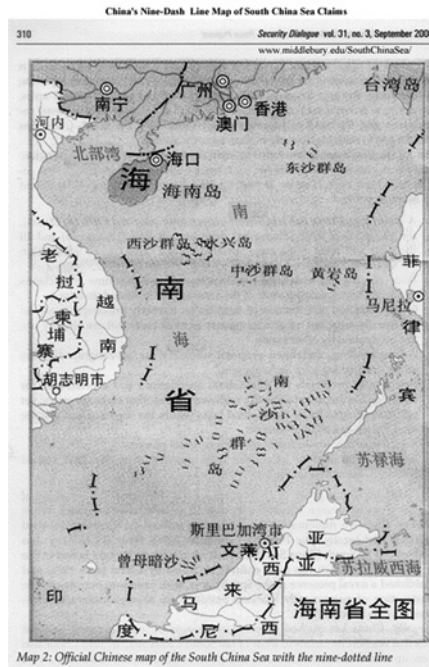 China's Nine-Dash Line Map of South China Sea Claims
310
Security Dialogue vol. 31, no. 3, September 200
www.middlebury.edu/SouthChinaSea/
台湾岛
广州
南宁
香港
澳门
河内
北部湾
海口
海
海南岛
东沙群岛
南
西沙群岛
永兴岛
中沙群岛
黄岩岛
菲
老
挝
南
越
马尼拉
律
柬
埔
海
南
寨
宾
胡志明市
省
南
沙
群
岛
苏禄海
斯里巴加湾市
文莱
亚
曾母暗沙
西
亚
苏拉威西海
来
印
马
海南省全图
度
尼
西
Map 2: Official Chinese map of the South China Sea with the nine-dotted line